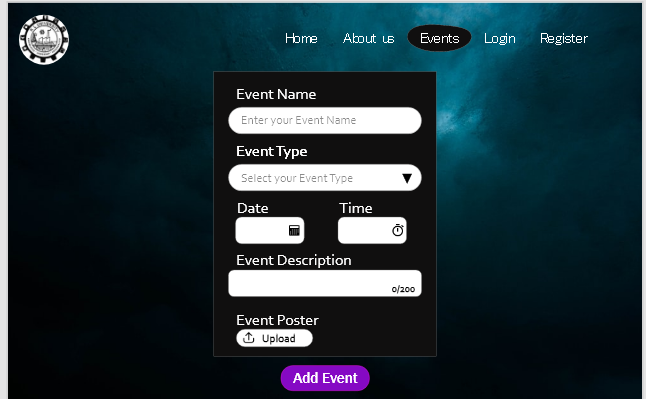 Home About us Events Login Register
Event Name
Enter your Event Name
Event Type
Select your Event Type
Date Time
Event Description
0/200
Event Poster
Upload
Add Event